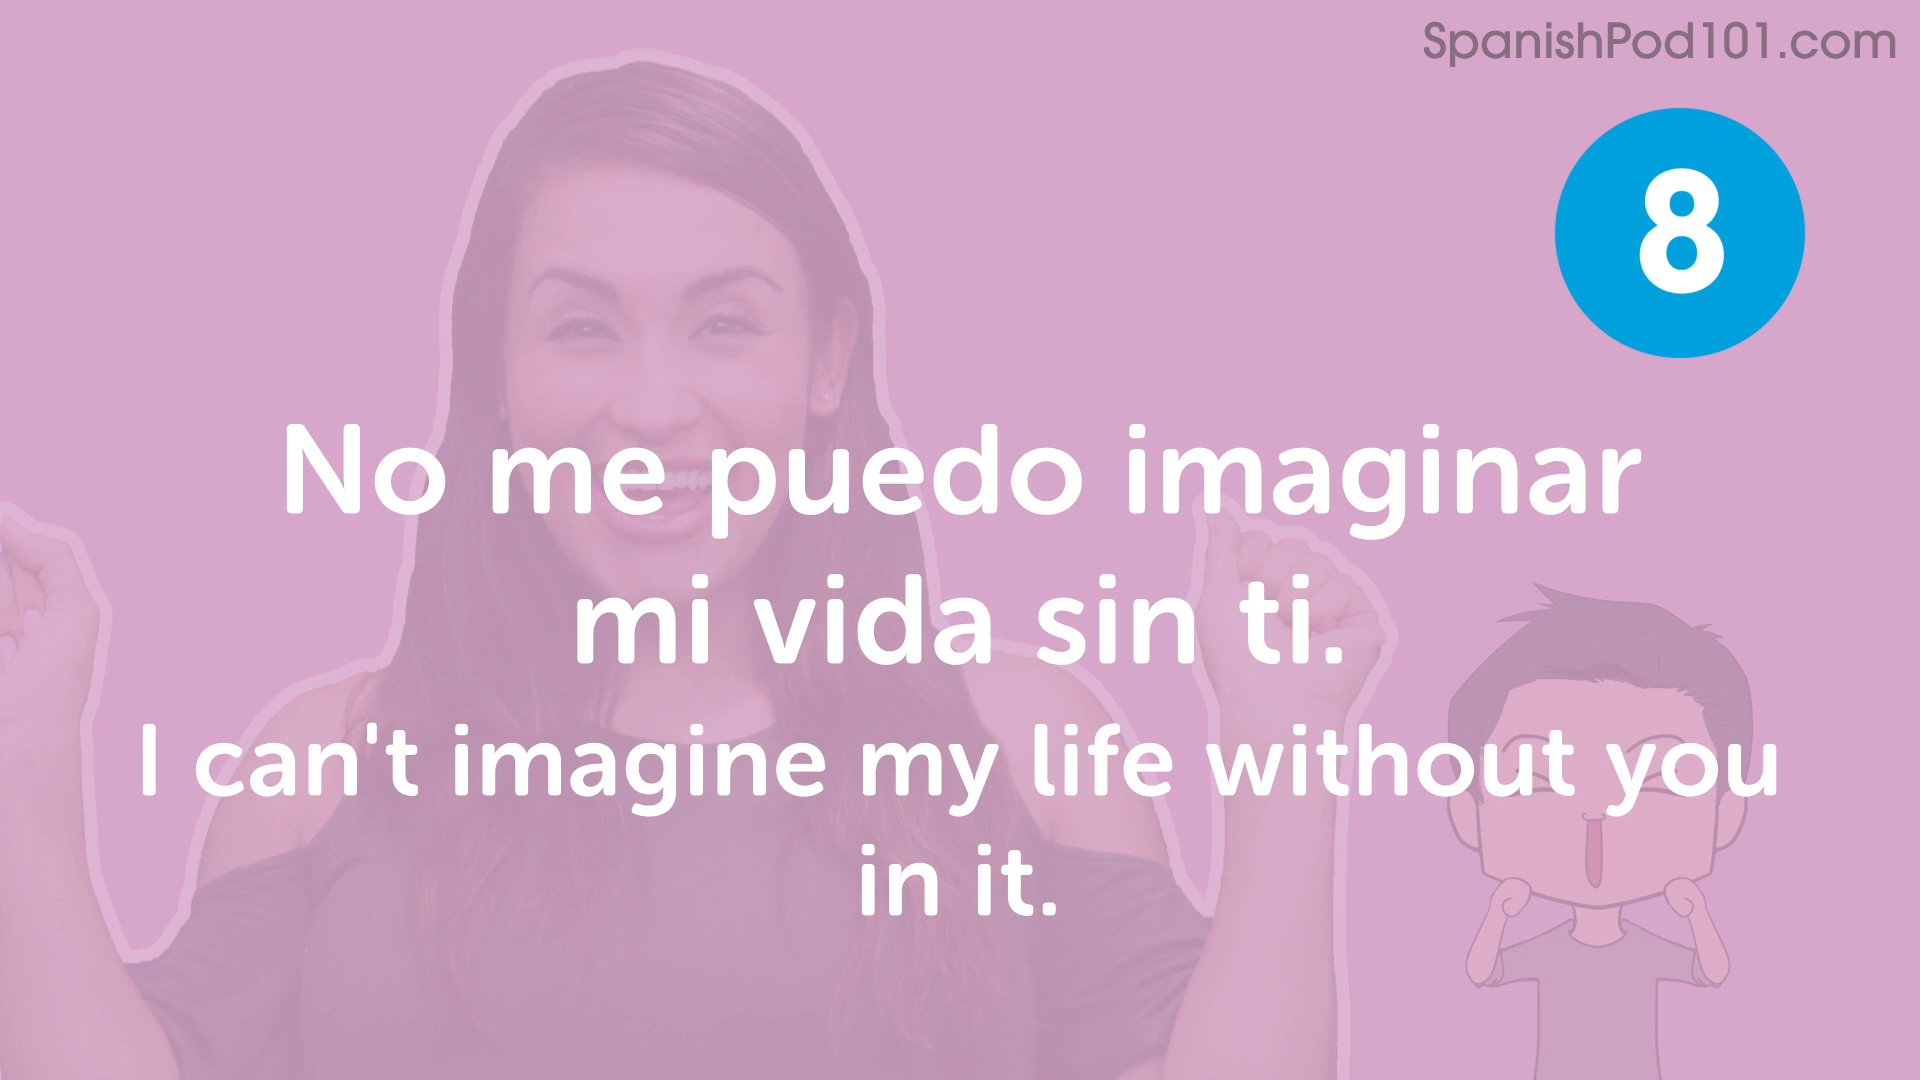 SpanishPod101.com
8
No me puedo imaginar
mi vida sin ti.
I can't imagine my life without you
in it.